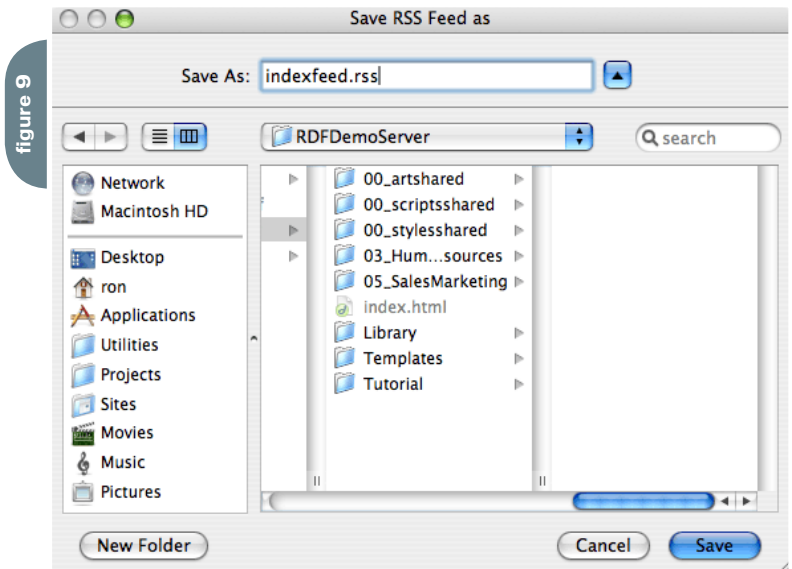 Save RSS Feed as
figure 9
Save As: indexfeed.rss
RDFDemoServer
search
Network
Macintosh HD
Desktop
ron
Applications
Utilities
Projects
Sites
Movies
Music
Pictures
00_artshared
00_scriptsshared
00_stylesshared
03_Hum...sources
05_SalesMarketing
index.html
Library
Templates
Tutorial
New Folder
Cancel
Save